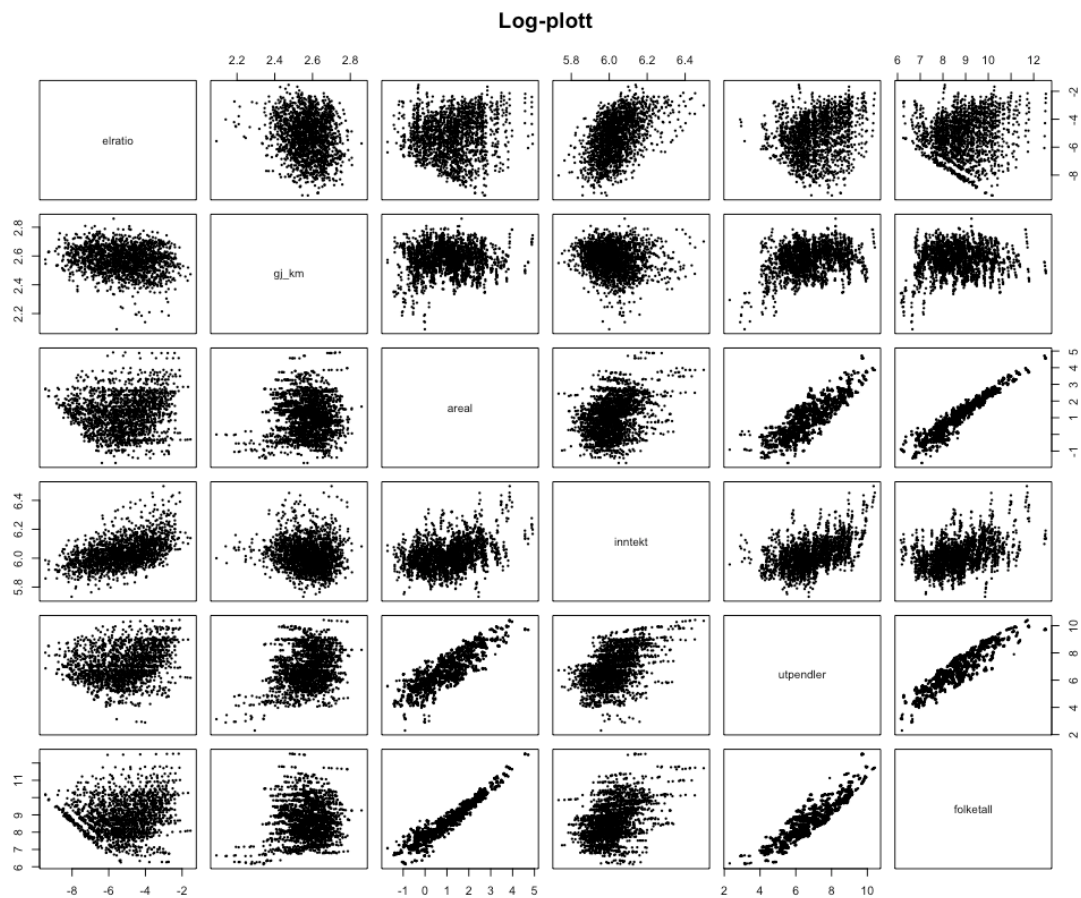 Log-plott
2.2 2.4 2.6 2.8
5.8 6.0 6.2 6.4
6 7 8 9 10 12
elratio
-8 -6 -4 -2
2.2 2.4 2.6 2.8
gj_km
areal
-1 1 2 3 4 5
5.8 6.0 6.2 6.4
inntekt
utpendler
2 4 6 8 10
6 7 8 9 11
folketall
-8 -6 -4 -2
-1 0 1 2 3 4 5
2 4 6 8 10